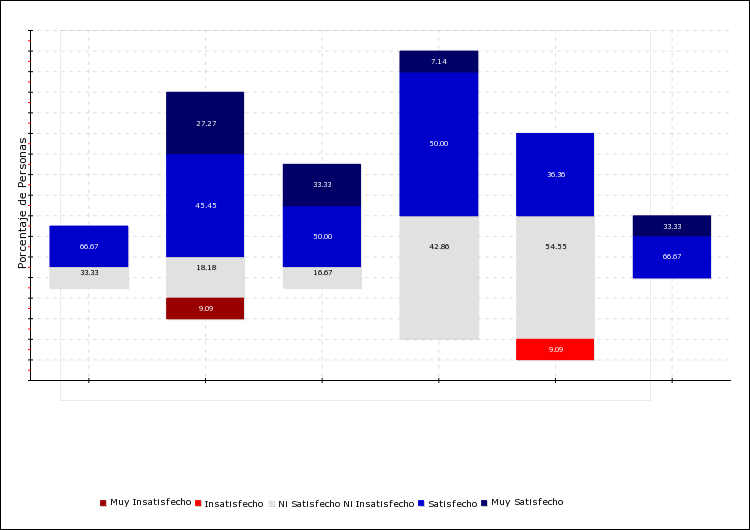 Porcentaje de Personas
7.14
27.27
50.00
36.36
33.33
45.45
50.00
33.33
66.67
42.86
54.55
66.67
33.33
18.18
16.67
9.09
9.09
Muy Insatisfecho
Insatisfecho
Ni Satisfecho Ni Insatisfecho
Satisfecho
Muy Satisfecho